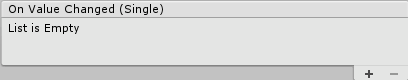 On Value Changed (Single)
List is Empty
+ −